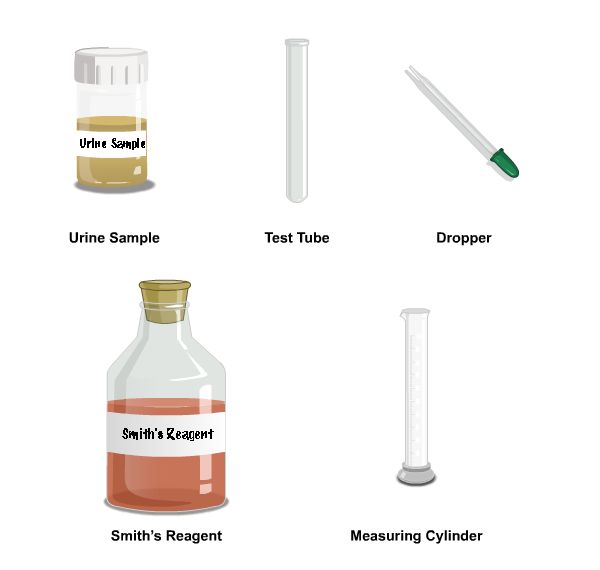 Urine Sample
Urine Sample
Test Tube
Dropper
Smith's Reagent
Smith’s Reagent
Measuring Cylinder